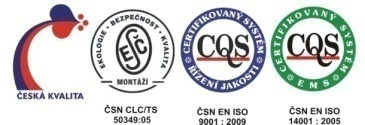 ČESKÁ KVALITA
EKOLOGIE · BEZPEČNOST · KVALITA
MONTÁŽÍ
ČSN CLC/TS
50349:05
CERTIFIKOVANÝ SYSTÉM
CQS
ŘÍZENÍ JAKOSTI
ČSN EN ISO
9001 : 2009
CERTIFIKOVANÝ SYSTÉM
CQS
EMS
ČSN EN ISO
14001 : 2005